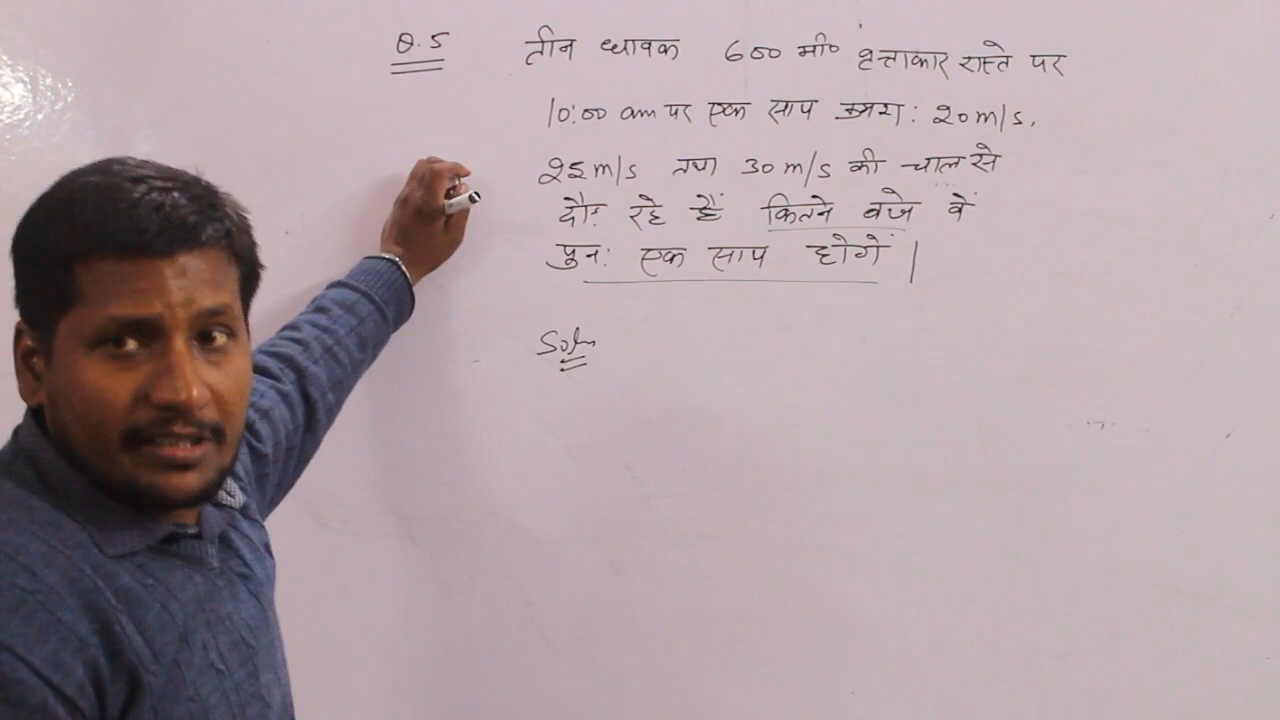 Q.5 तीन धावक 600 मी० वृत्ताकार रास्ते पर
10:00 am पर एक साथ क्रमश: 20 m/s,
25 m/s तथा 30 m/s की चाल से
दौड़ रहे हैं कितने बजे वे
पुन: एक साथ होगें |
Soln